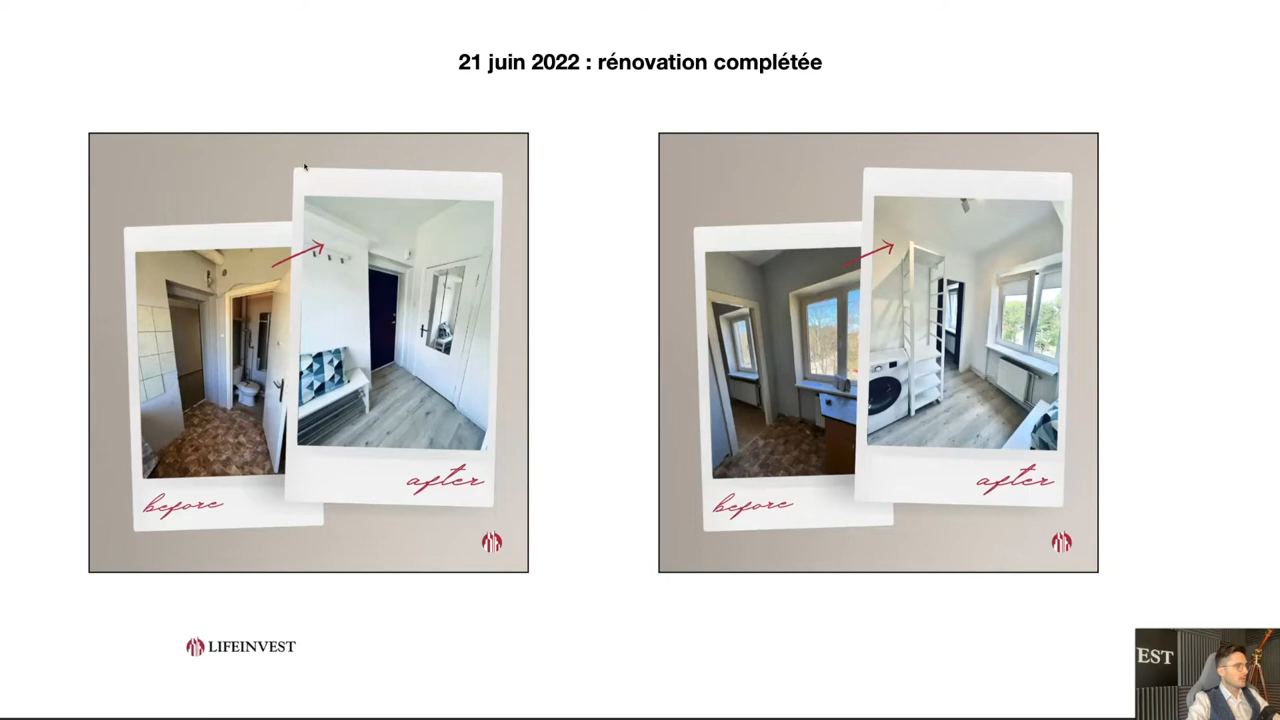 21 juin 2022 : rénovation complétée
after
before
after
before
LIFEINVEST
EST